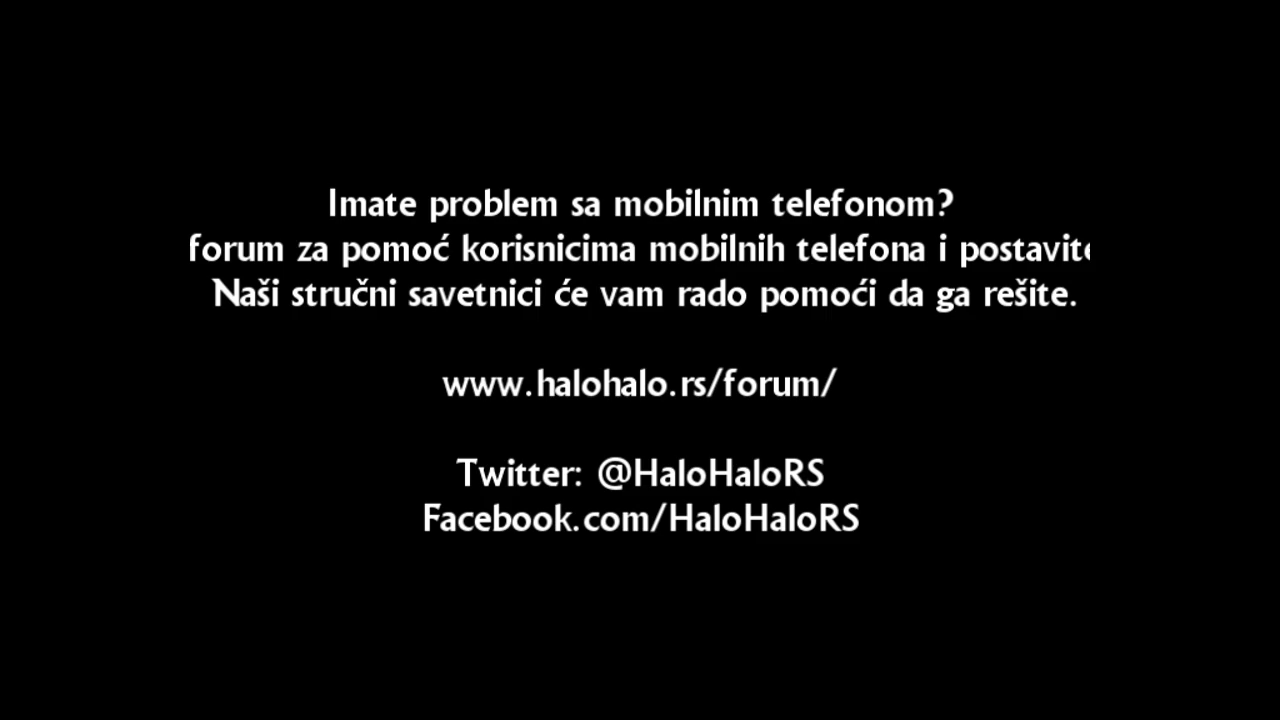 Imate problem sa mobilnim telefonom?
forum za pomoć korisnicima mobilnih telefona i postavite
Naši stručni savetnici će vam rado pomoći da ga rešite.
www.halohalo.rs/forum/
Twitter: @HaloHaloRS
Facebook.com/HaloHaloRS